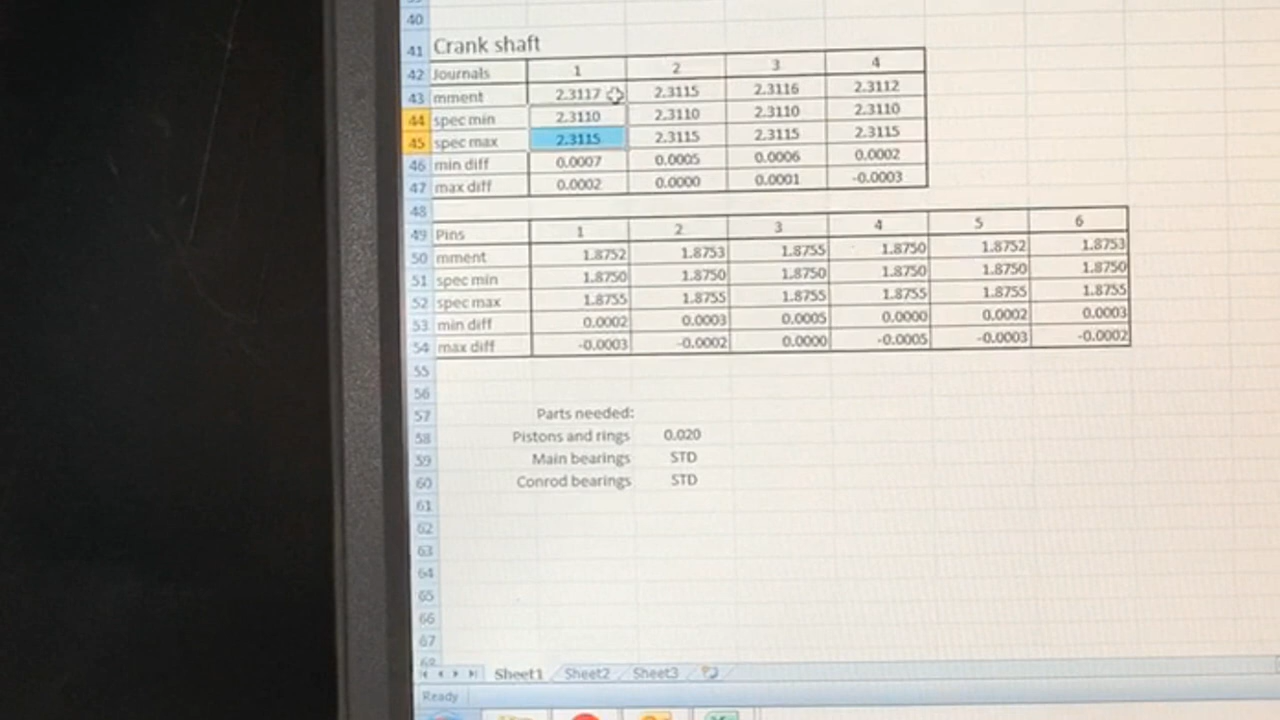 40
41 Crank shaft
42 Journals 1 2 3 4
43 mment 2.3117 2.3115 2.3116 2.3112
44 spec min 2.3110 2.3110 2.3110 2.3110
45 spec max 2.3115 2.3115 2.3115 2.3115
46 min diff 0.0007 0.0005 0.0006 0.0002
47 max diff 0.0002 0.0000 0.0001 -0.0003
48
49 Pins 1 2 3 4 5 6
50 mment 1.8752 1.8753 1.8755 1.8750 1.8752 1.8753
51 spec min 1.8750 1.8750 1.8750 1.8750 1.8750 1.8750
52 spec max 1.8755 1.8755 1.8755 1.8755 1.8755 1.8755
53 min diff 0.0002 0.0003 0.0005 0.0000 0.0002 0.0003
54 max diff -0.0003 -0.0002 0.0000 -0.0005 -0.0003 -0.0002
55
56
57 Parts needed:
58 Pistons and rings 0.020
59 Main bearings STD
60 Conrod bearings STD
61
62
63
64
65
66
67
Sheet1 Sheet2 Sheet3
Ready